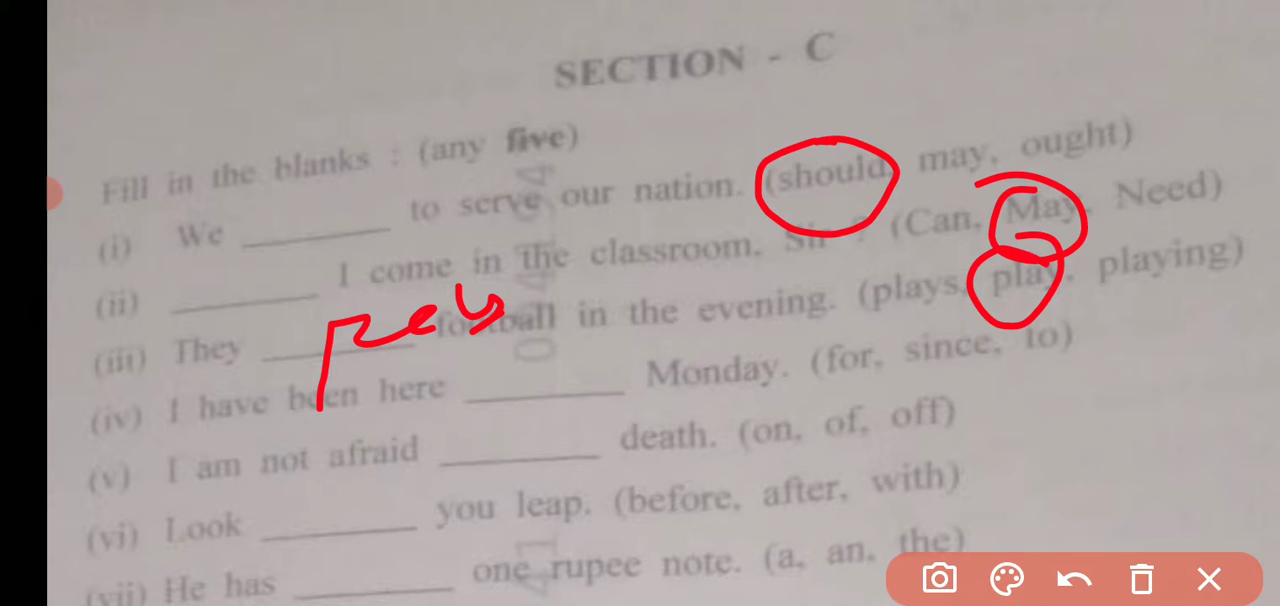 SECTION - C
Fill in the blanks : (any five)
(i) We ________ to serve our nation. (should, may, ought)
(ii) ________ I come in the classroom, Sir ? (Can, May, Need)
(iii) They ________ football in the evening. (plays, play, playing)
(iv) I have been here ________ Monday. (for, since, to)
(v) I am not afraid ________ death. (on, of, off)
(vi) Look ________ you leap. (before, after, with)
(vii) He has ________ one rupee note. (a, an, the)